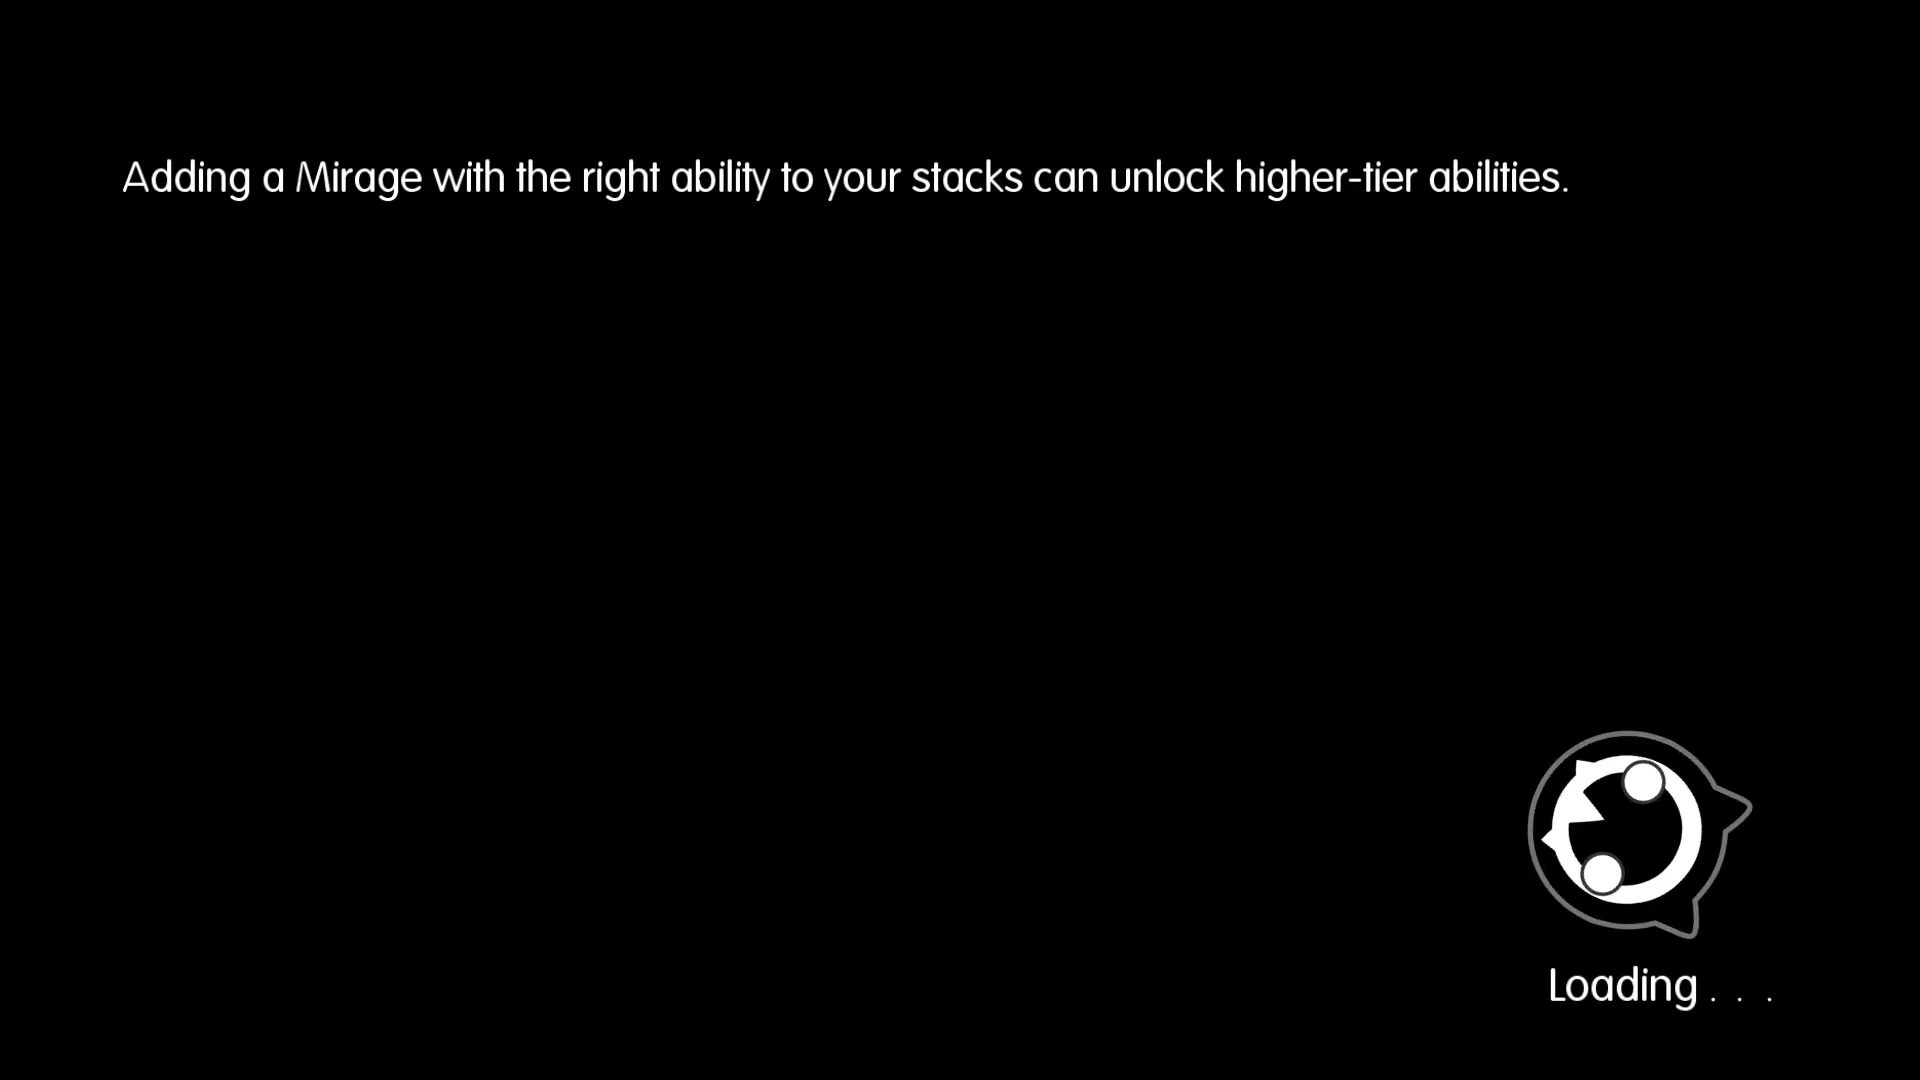 Adding a Mirage with the right ability to your stacks can unlock higher-tier abilities.
Loading . . .